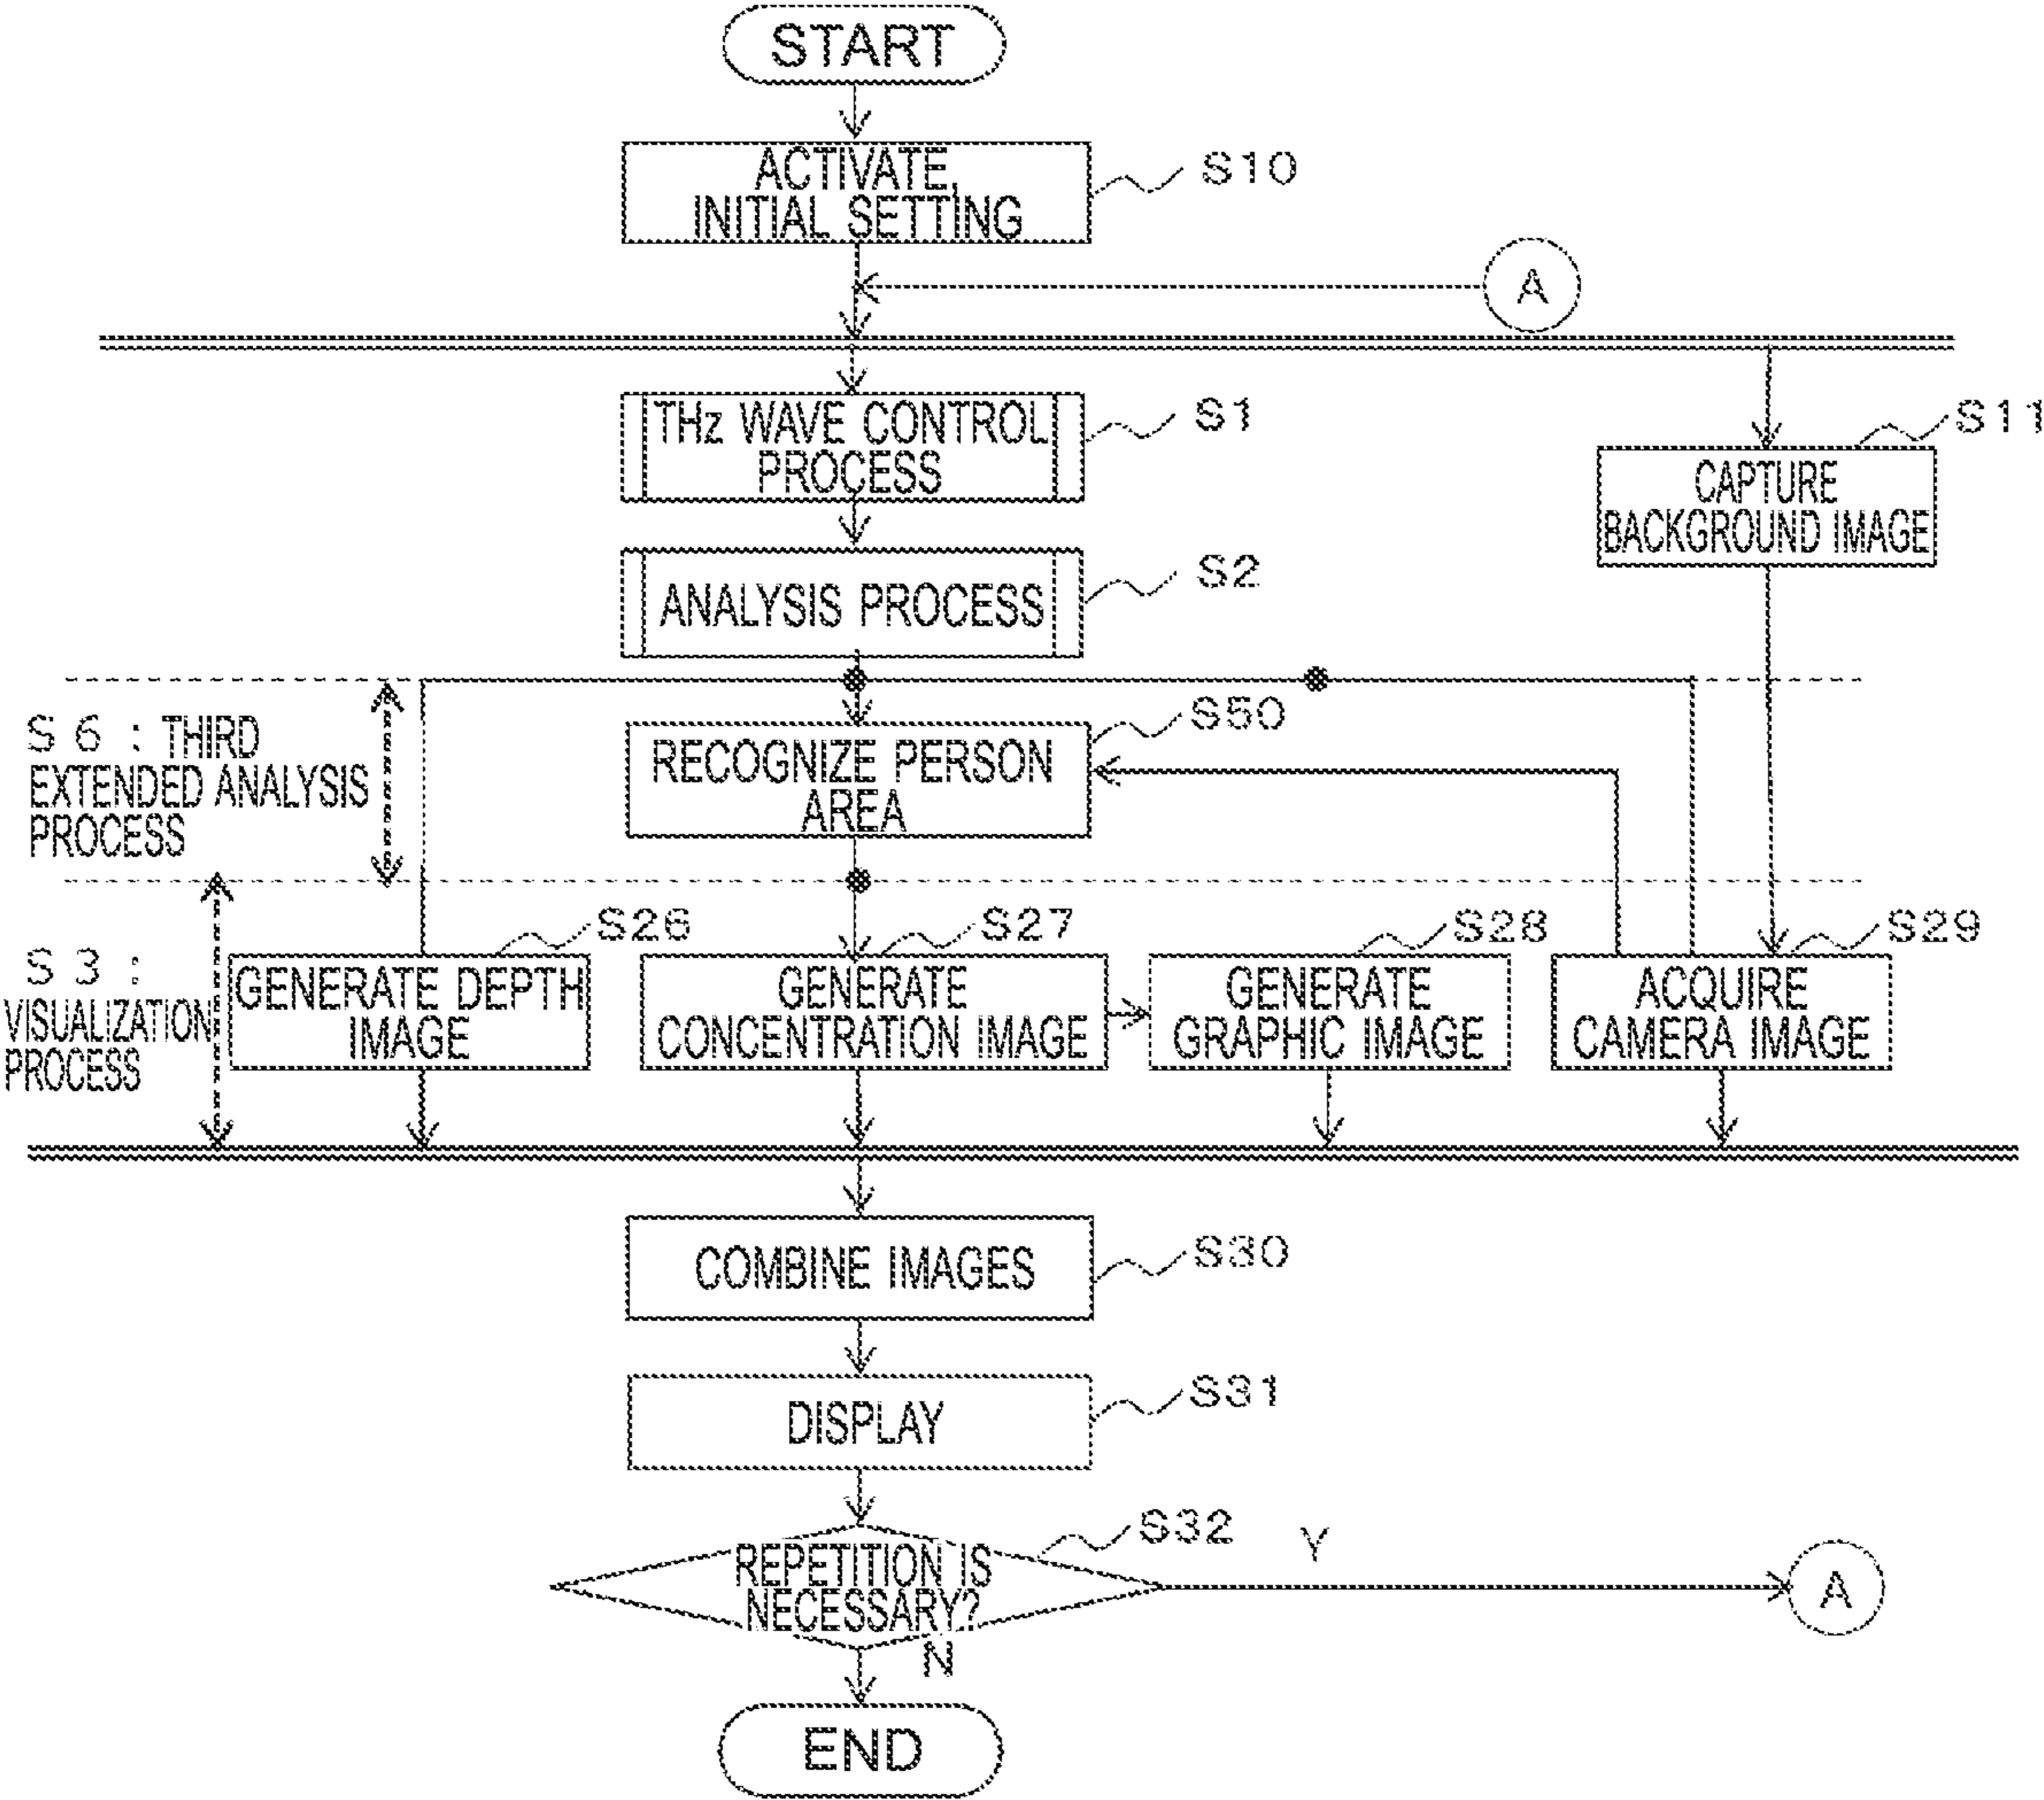 START
ACTIVATE,
INITIAL SETTING
S10
A
THz WAVE CONTROL
PROCESS
S1
S11
CAPTURE
BACKGROUND IMAGE
ANALYSIS PROCESS
S2
S6 : THIRD
EXTENDED ANALYSIS
PROCESS
RECOGNIZE PERSON
AREA
S50
S3 :
VISUALIZATION
PROCESS
S26
GENERATE DEPTH
IMAGE
S27
GENERATE
CONCENTRATION IMAGE
S28
GENERATE
GRAPHIC IMAGE
S29
ACQUIRE
CAMERA IMAGE
COMBINE IMAGES
S30
DISPLAY
S31
REPETITION IS
NECESSARY?
S32
Y
A
N
END